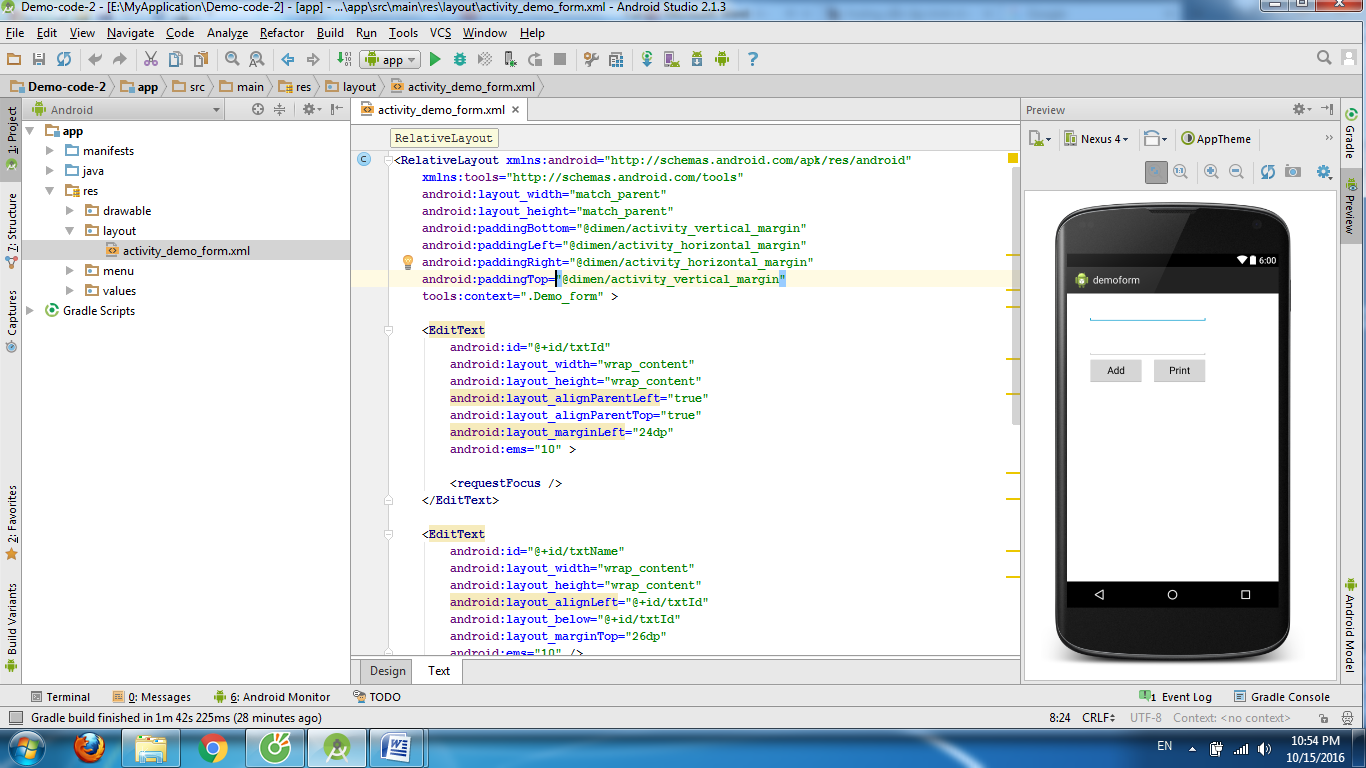 Demo-code-2 - [E:\MyApplication\Demo-code-2] - [app] - ...\app\src\main\res\layout\activity_demo_form.xml - Android Studio 2.1.3
File Edit View Navigate Code Analyze Refactor Build Run Tools VCS Window Help
app
Demo-code-2 app src main res layout activity_demo_form.xml
1: Project
7: Structure
Captures
2: Favorites
Build Variants
Android
app
manifests
java
res
drawable
layout
activity_demo_form.xml
menu
values
Gradle Scripts
activity_demo_form.xml
RelativeLayout
<RelativeLayout xmlns:android="http://schemas.android.com/apk/res/android"
xmlns:tools="http://schemas.android.com/tools"
android:layout_width="match_parent"
android:layout_height="match_parent"
android:paddingBottom="@dimen/activity_vertical_margin"
android:paddingLeft="@dimen/activity_horizontal_margin"
android:paddingRight="@dimen/activity_horizontal_margin"
android:paddingTop="@dimen/activity_vertical_margin"
tools:context=".Demo_form" >
<EditText
android:id="@+id/txtId"
android:layout_width="wrap_content"
android:layout_height="wrap_content"
android:layout_alignParentLeft="true"
android:layout_alignParentTop="true"
android:layout_marginLeft="24dp"
android:ems="10" >
<requestFocus />
</EditText>
<EditText
android:id="@+id/txtName"
android:layout_width="wrap_content"
android:layout_height="wrap_content"
android:layout_alignLeft="@+id/txtId"
android:layout_below="@+id/txtId"
android:layout_marginTop="26dp"
android:ems="10" />
Design Text
Preview
Nexus 4 AppTheme
6:00
demoform
Add Print
Gradle
Preview
Android Model
Terminal 0: Messages 6: Android Monitor TODO 1 Event Log Gradle Console
Gradle build finished in 1m 42s 225ms (28 minutes ago) 8:24 CRLF UTF-8 Context: <no context>
EN 10:54 PM
10/15/2016